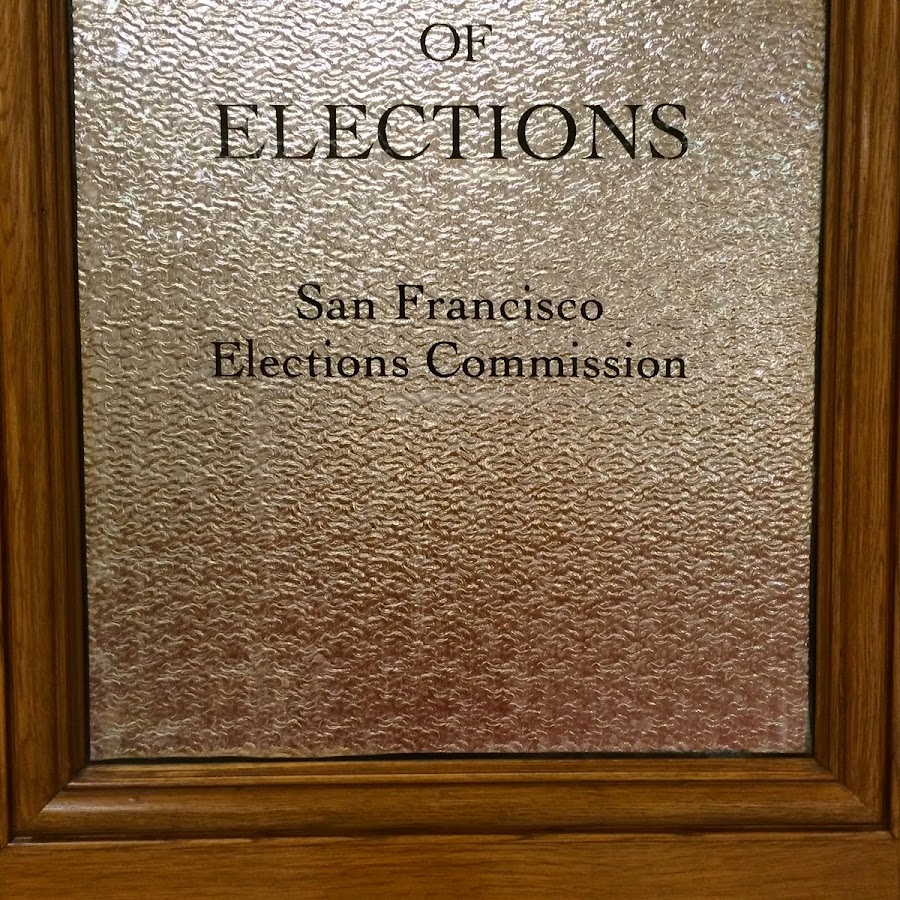 OF
ELECTIONS
San Francisco
Elections Commission